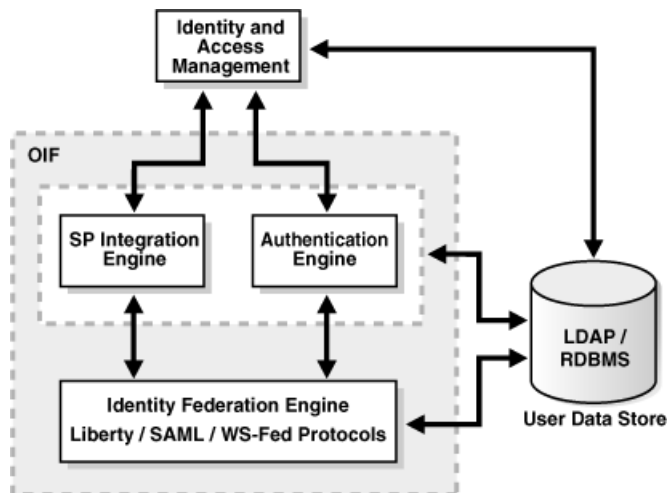 Identity and
Access
Management
OIF
SP Integration
Engine
Authentication
Engine
LDAP /
RDBMS
User Data Store
Identity Federation Engine
Liberty / SAML / WS-Fed Protocols